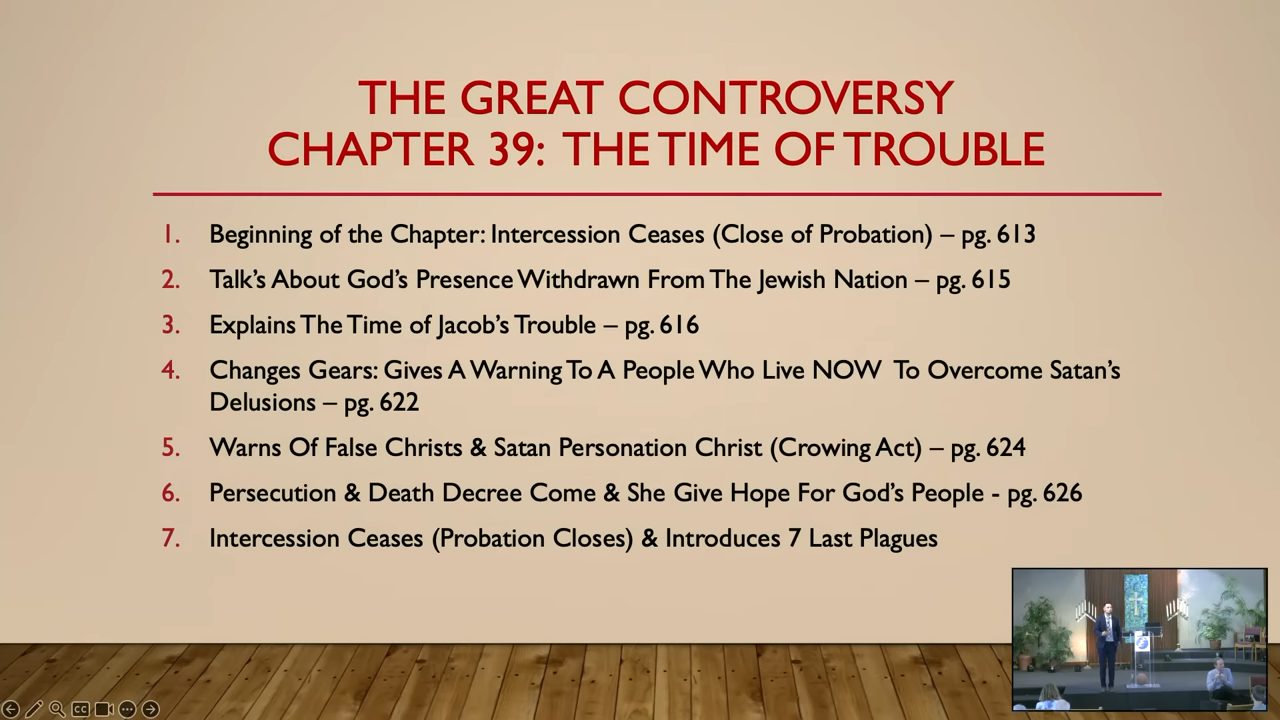 THE GREAT CONTROVERSY
CHAPTER 39: THE TIME OF TROUBLE
1. Beginning of the Chapter: Intercession Ceases (Close of Probation) – pg. 613
2. Talk’s About God’s Presence Withdrawn From The Jewish Nation – pg. 615
3. Explains The Time of Jacob’s Trouble – pg. 616
4. Changes Gears: Gives A Warning To A People Who Live NOW To Overcome Satan’s
Delusions – pg. 622
5. Warns Of False Christs & Satan Personation Christ (Crowing Act) – pg. 624
6. Persecution & Death Decree Come & She Give Hope For God’s People - pg. 626
7. Intercession Ceases (Probation Closes) & Introduces 7 Last Plagues
CC